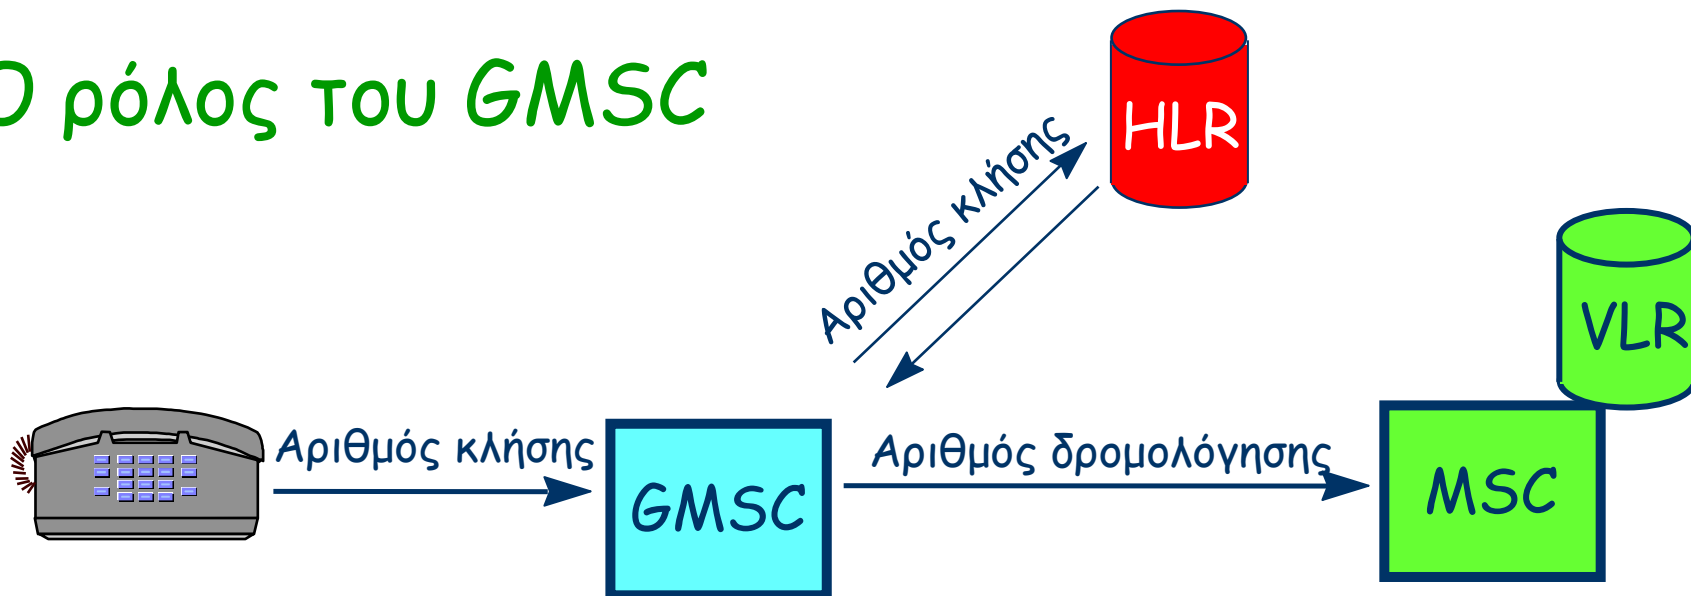 Ο ρόλος του GMSC
HLR
Αριθμός κλήσης
VLR
Αριθμός κλήσης
Αριθμός δρομολόγησης
GMSC
MSC